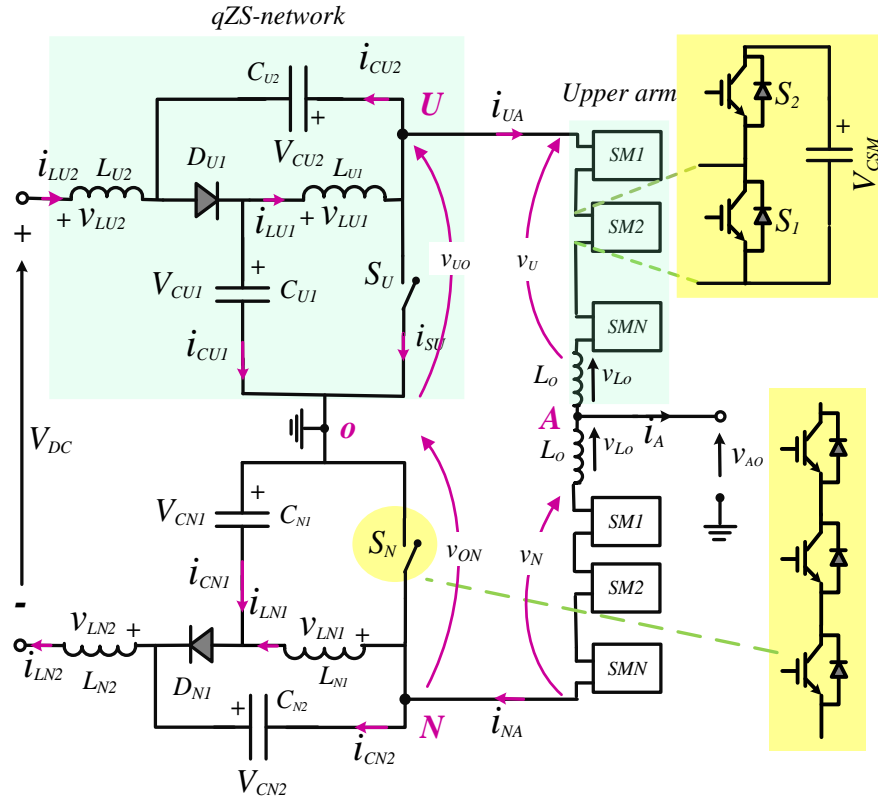 qZS-network
i_CU2
C_U2
U
i_UA
Upper arm
S_2
+
V_CSM
S_1
V_CU2
+
D_U1
L_U1
i_LU2
L_U2
+ v_LU2
i_LU1
+ v_LU1
SM1
SM2
SMN
+
V_CU1
+
C_U1
S_U
v_UO
v_U
i_CU1
i_SU
L_O
v_Lo
A
i_A
V_DC
o
L_O
v_Lo
v_AO
V_CN1
+
C_N1
S_N
v_ON
v_N
SM1
SM2
SMN
i_CN1
i_LN1
-
v_LN2 +
v_LN1 +
i_LN2
L_N2
D_N1
L_N1
+
C_N2
V_CN2
i_CN2
N
i_NA